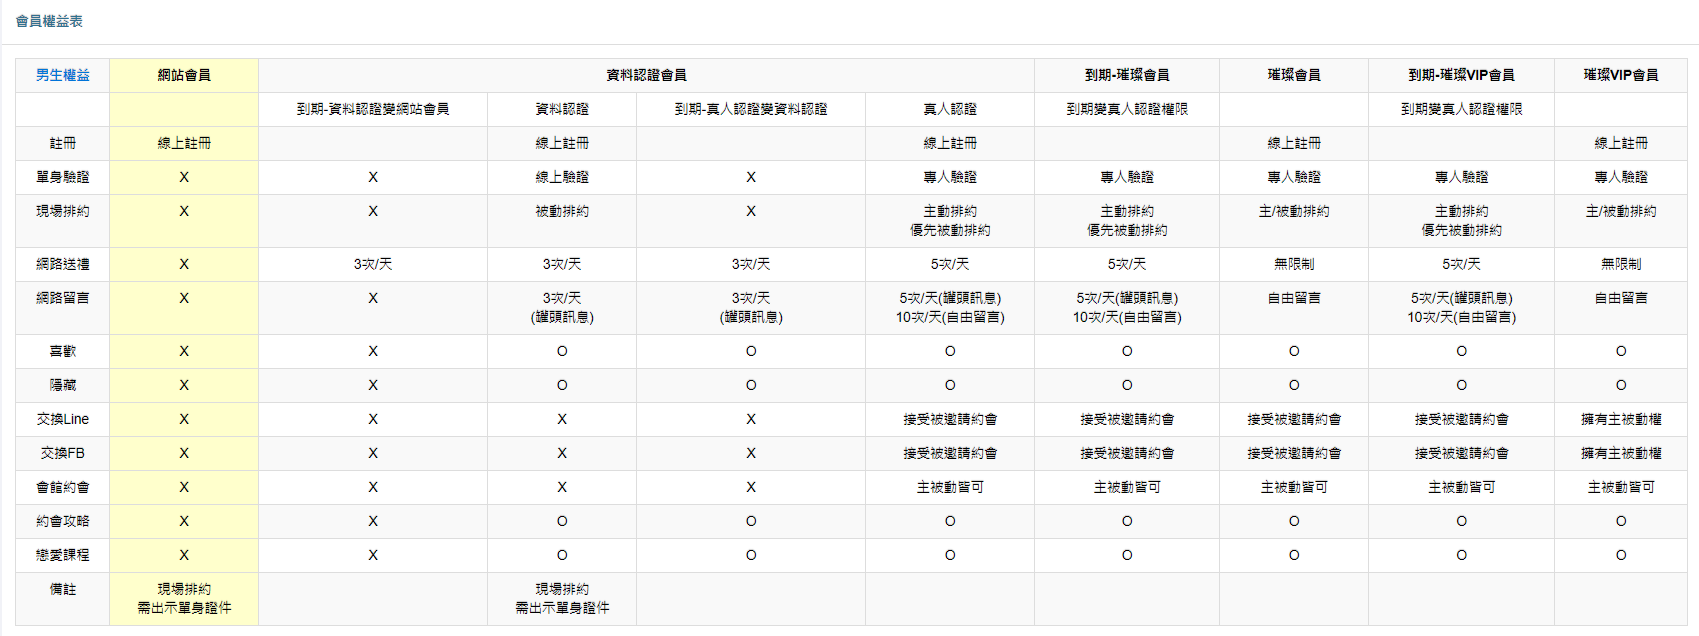 會員權益表
男生權益 網站會員 資料認證會員 到期-璀璨會員 璀璨會員 到期-璀璨VIP會員 璀璨VIP會員
到期-資料認證變網站會員 資料認證 到期-真人認證變資料認證 真人認證 到期變真人認證權限 到期變真人認證權限
註冊 線上註冊 線上註冊 線上註冊 線上註冊 線上註冊
單身驗證 X X 線上驗證 X 專人驗證 專人驗證 專人驗證 專人驗證 專人驗證
現場排約 X X 被動排約 X 主動排約 主動排約 主/被動排約 主動排約 主/被動排約
優先被動排約 優先被動排約 優先被動排約
網路送禮 X 3次/天 3次/天 3次/天 5次/天 5次/天 無限制 5次/天 無限制
網路留言 X X 3次/天 3次/天 5次/天(罐頭訊息) 5次/天(罐頭訊息) 自由留言 5次/天(罐頭訊息) 自由留言
(罐頭訊息) (罐頭訊息) 10次/天(自由留言) 10次/天(自由留言) 10次/天(自由留言)
喜歡 X X O O O O O O O
隱藏 X X O O O O O O O
交換Line X X X X 接受被邀請約會 接受被邀請約會 接受被邀請約會 接受被邀請約會 擁有主被動權
交換FB X X X X 接受被邀請約會 接受被邀請約會 接受被邀請約會 接受被邀請約會 擁有主被動權
會館約會 X X X X 主被動皆可 主被動皆可 主被動皆可 主被動皆可 主被動皆可
約會攻略 X X O O O O O O O
戀愛課程 X X O O O O O O O
備註 現場排約 現場排約
需出示單身證件 需出示單身證件